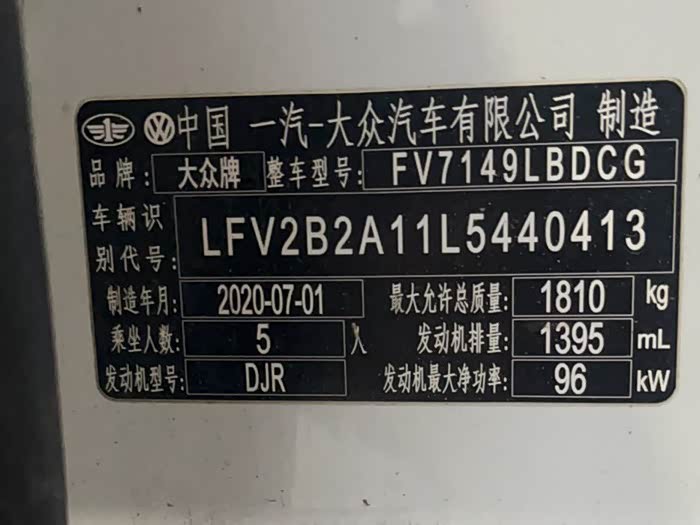 中国 一汽-大众汽车有限公司 制造
品牌: 大众牌 整车型号: FV7149LBDCG
车辆识别代号: LFV2B2A11L5440413
制造年月: 2020-07-01 最大允许总质量: 1810 kg
乘坐人数: 5 人 发动机排量: 1395 mL
发动机型号: DJR 发动机最大净功率: 96 kW